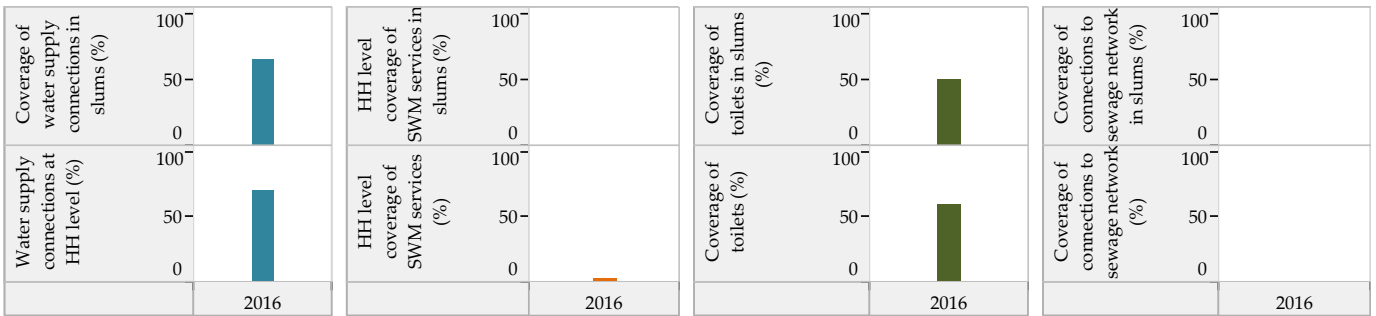 Coverage of
water supply
connections in
slums (%)
100
50
0
Water supply
connections at
HH level (%)
100
50
0
2016
HH level
coverage of
SWM services in
slums (%)
100
50
0
HH level
coverage of
SWM services
(%)
100
50
0
2016
Coverage of
toilets in slums
(%)
100
50
0
Coverage of
toilets (%)
100
50
0
2016
Coverage of
connections to
sewage network
in slums (%)
100
50
0
Coverage of
connections to
sewage network
(%)
100
50
0
2016